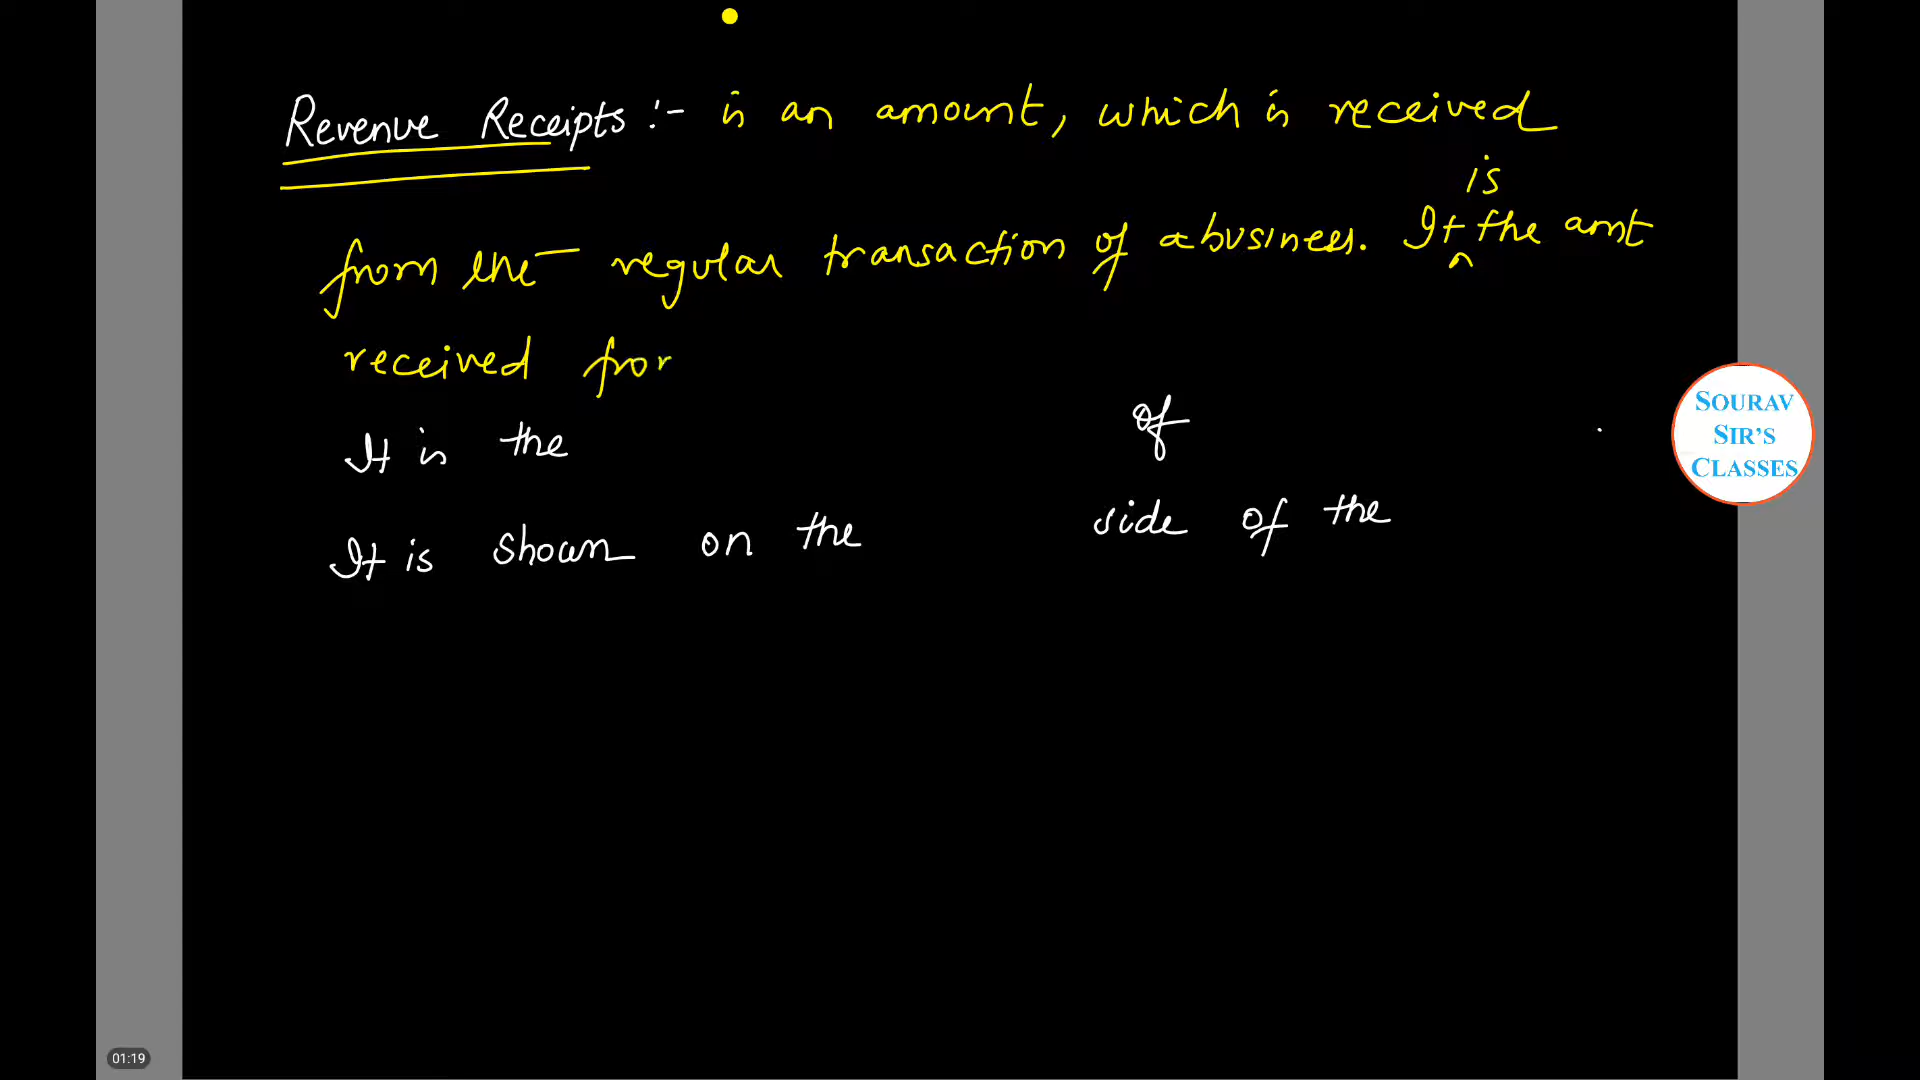 Revenue Receipts :- is an amount, which is received
is
from the regular transaction of a business. It the amt
received fror
It is the of
It is shown on the side of the
SOURAV
SIR'S
CLASSES
01:19